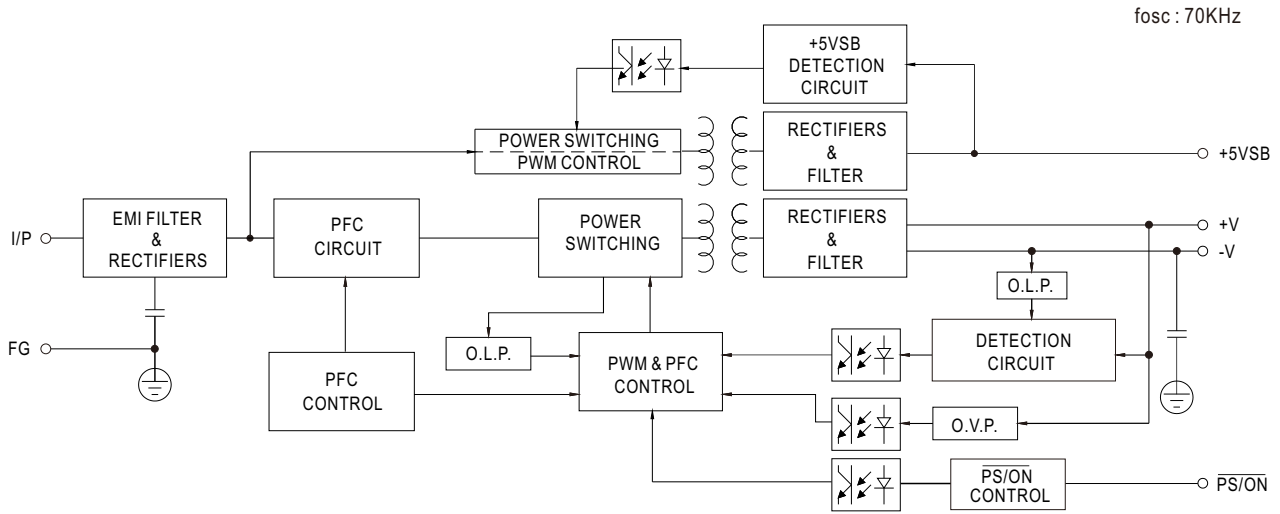 fosc : 70KHz
+5VSB
DETECTION
CIRCUIT
POWER SWITCHING
PWM CONTROL
RECTIFIERS
&
FILTER
+5VSB
I/P
EMI FILTER
&
RECTIFIERS
PFC
CIRCUIT
POWER
SWITCHING
RECTIFIERS
&
FILTER
+V
-V
O.L.P.
FG
O.L.P.
PFC
CONTROL
PWM & PFC
CONTROL
DETECTION
CIRCUIT
O.V.P.
PS/ON
CONTROL
PS/ON